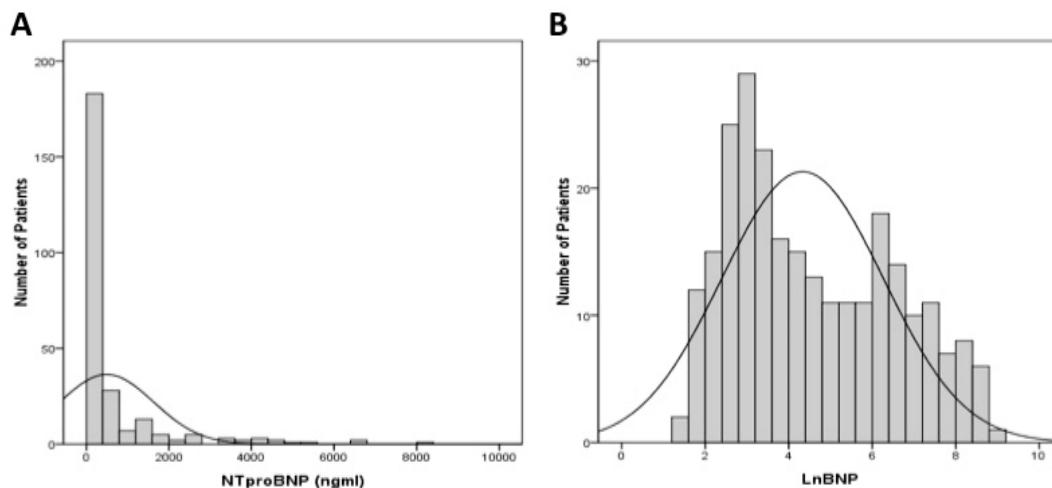 A
Number of Patients
200
150
100
50
0
0 2000 4000 6000 8000 10000
NTproBNP (ngml)
B
Number of Patients
30
20
10
0
0 2 4 6 8 10
LnBNP